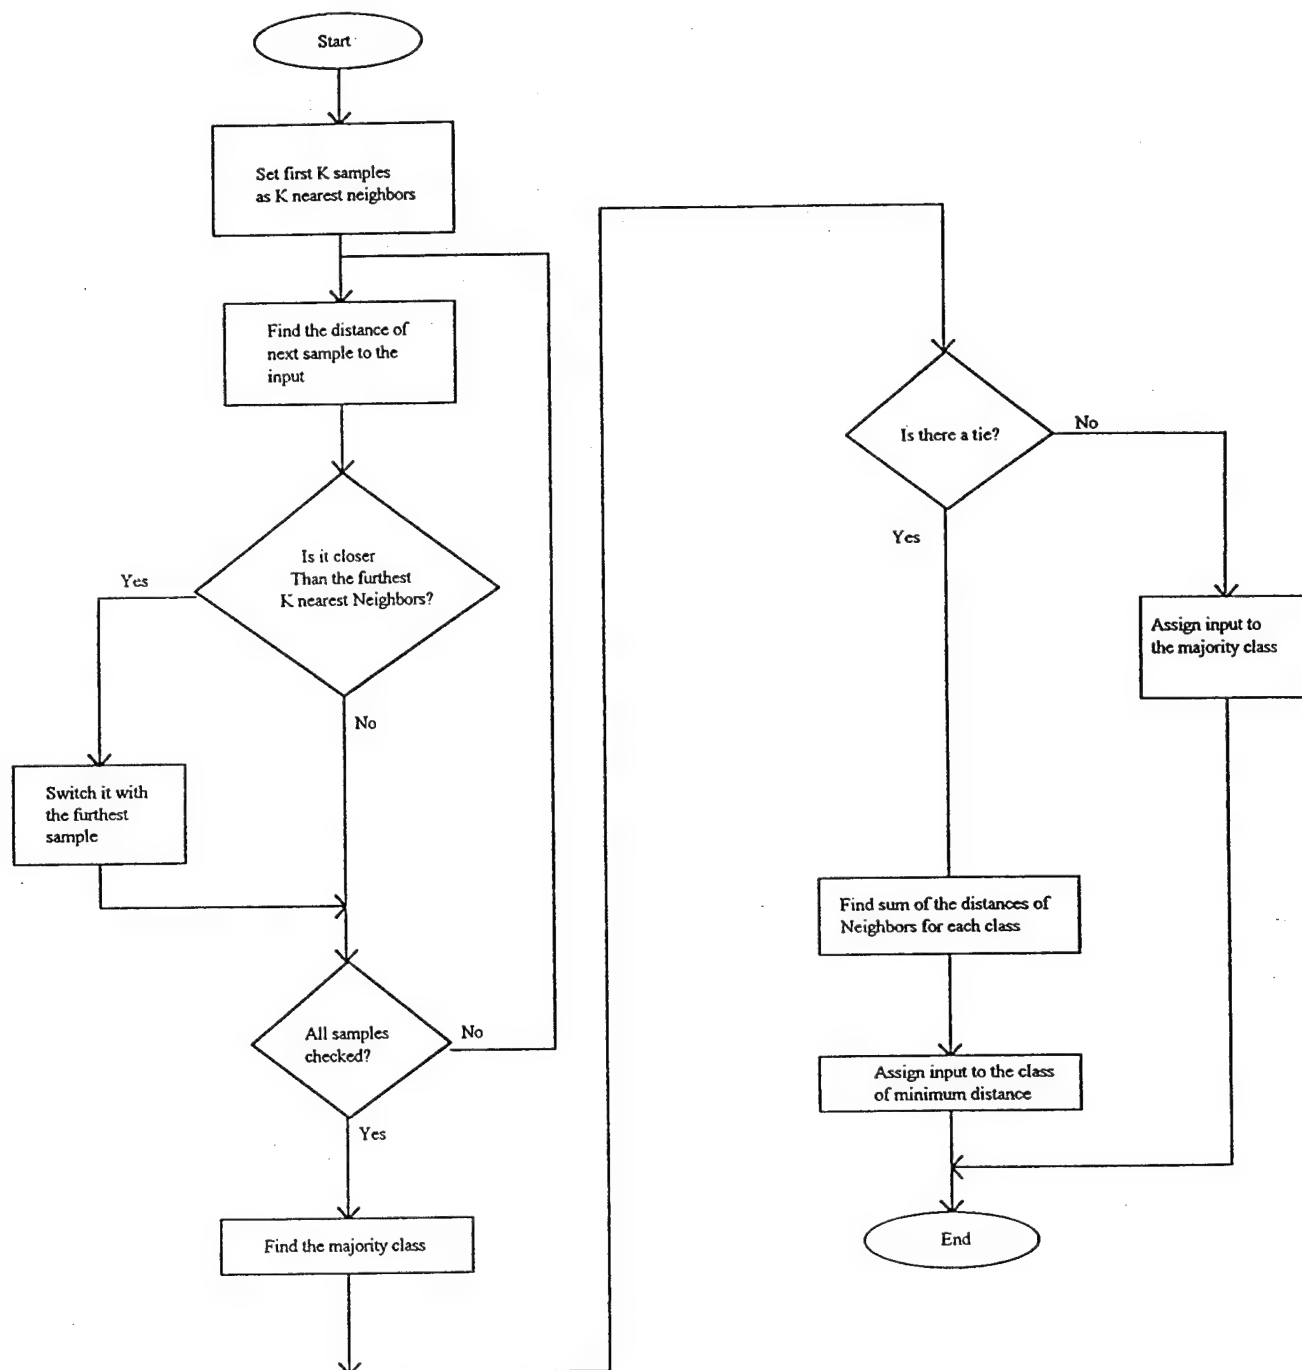 Start
Set first K samples
as K nearest neighbors
Find the distance of
next sample to the
input
Is it closer
Than the furthest
K nearest Neighbors?
Yes
No
Switch it with
the furthest
sample
All samples
checked?
No
Yes
Find the majority class
Is there a tie?
No
Yes
Assign input to
the majority class
Find sum of the distances of
Neighbors for each class
Assign input to the class
of minimum distance
End